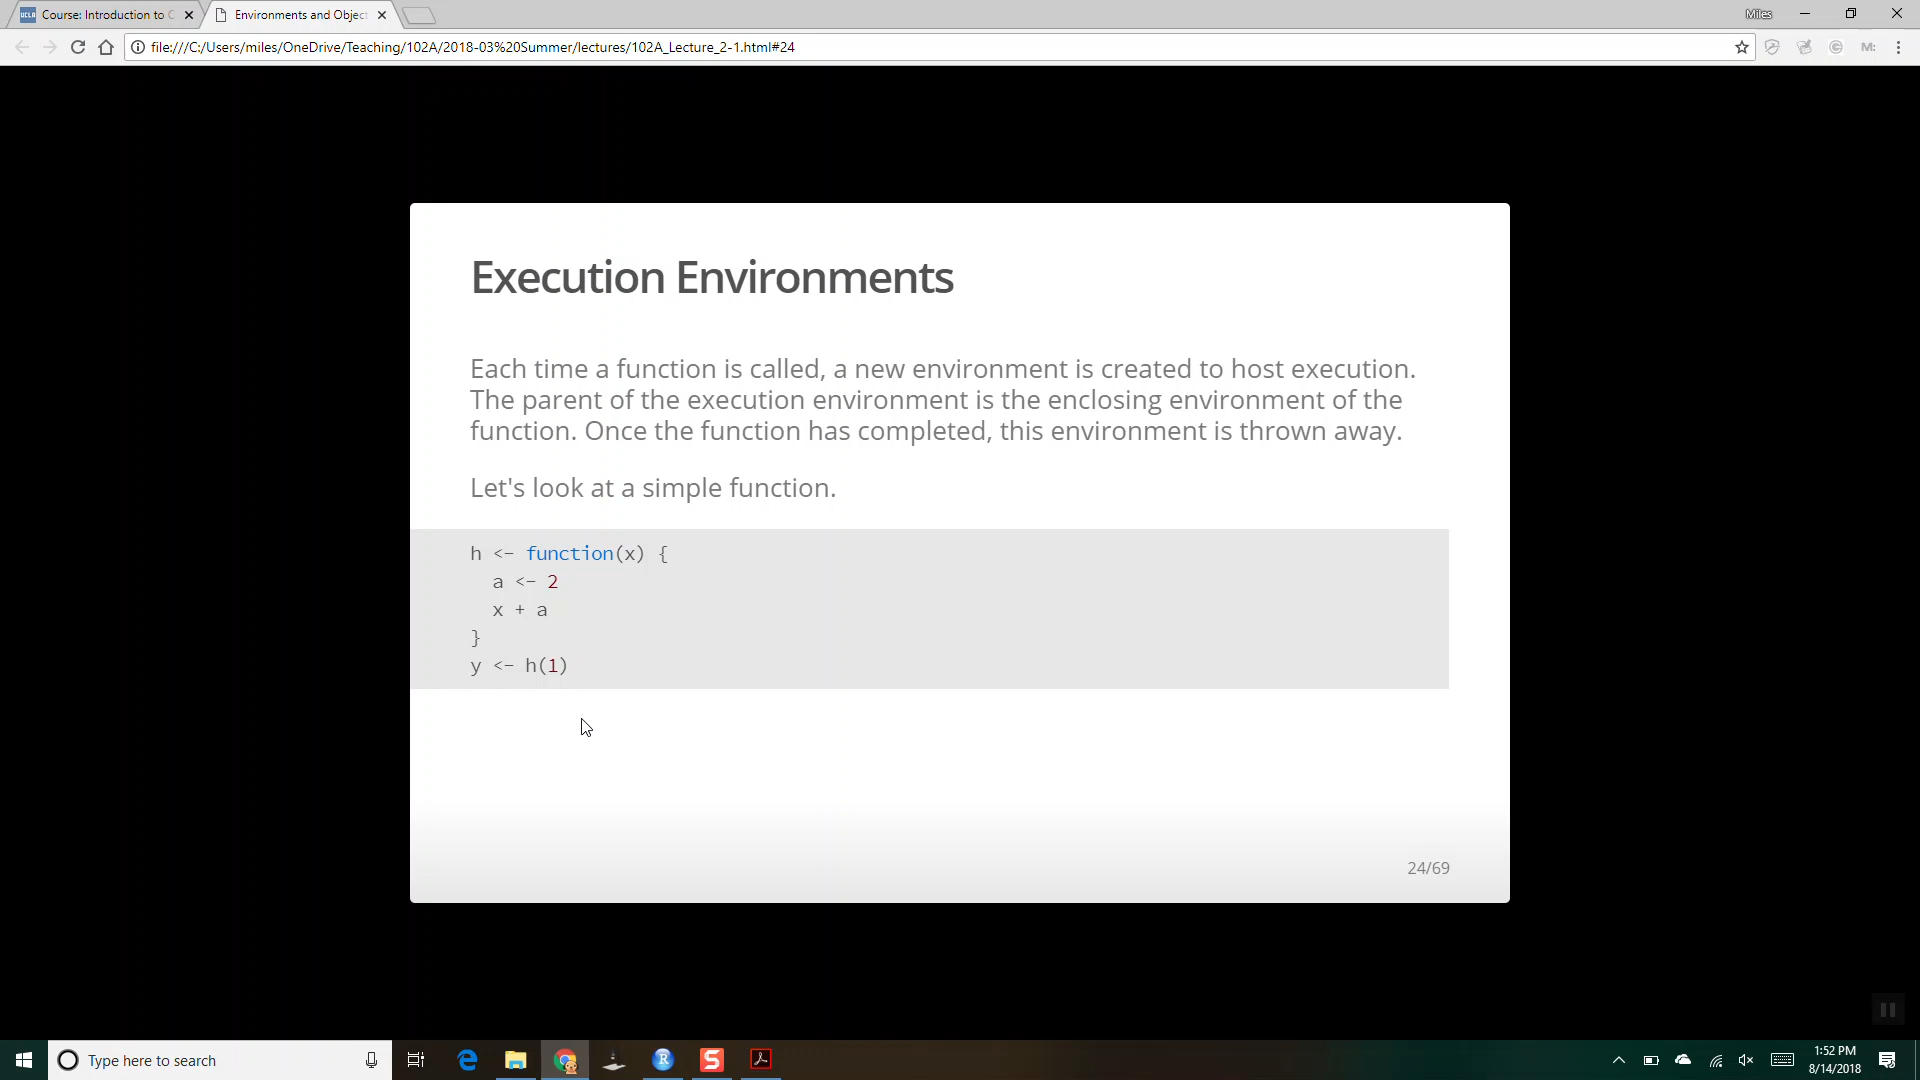 Course: Introduction to C
Environments and Object
Miles
file:///C:/Users/miles/OneDrive/Teaching/102A/2018-03%20Summer/lectures/102A_Lecture_2-1.html#24
Execution Environments
Each time a function is called, a new environment is created to host execution.
The parent of the execution environment is the enclosing environment of the
function. Once the function has completed, this environment is thrown away.
Let's look at a simple function.
h <- function(x) {
  a <- 2
  x + a
}
y <- h(1)
24/69
Type here to search
1:52 PM
8/14/2018